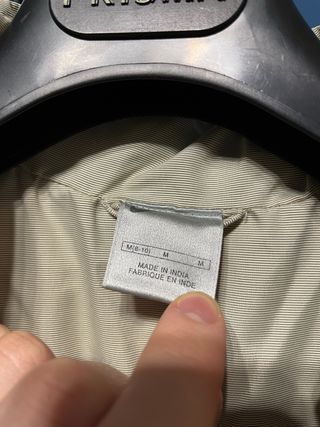 M(8-10) M M
MADE IN INDIA
FABRIQUE EN INDE